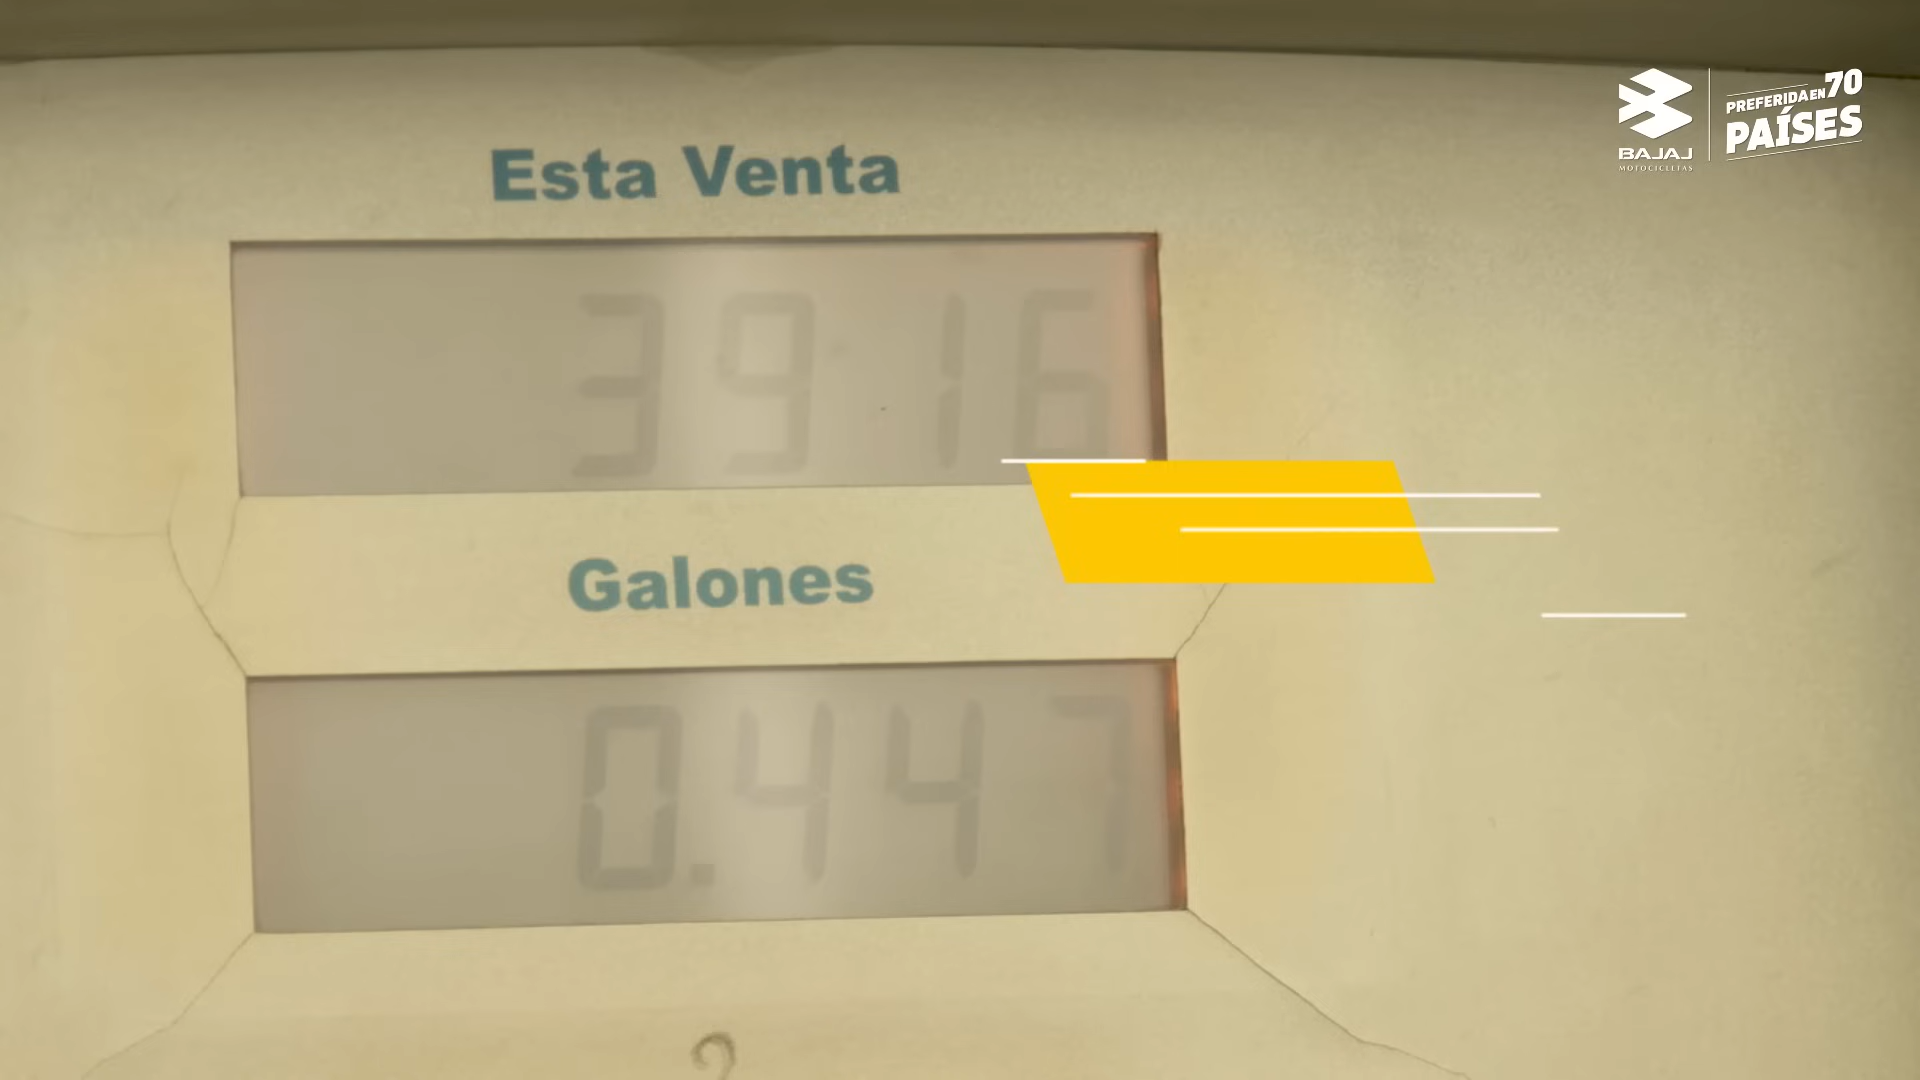 PREFERIDA EN 70
PAÍSES
BAJAJ
MOTOCICLETAS
Esta Venta
3916
Galones
0.447